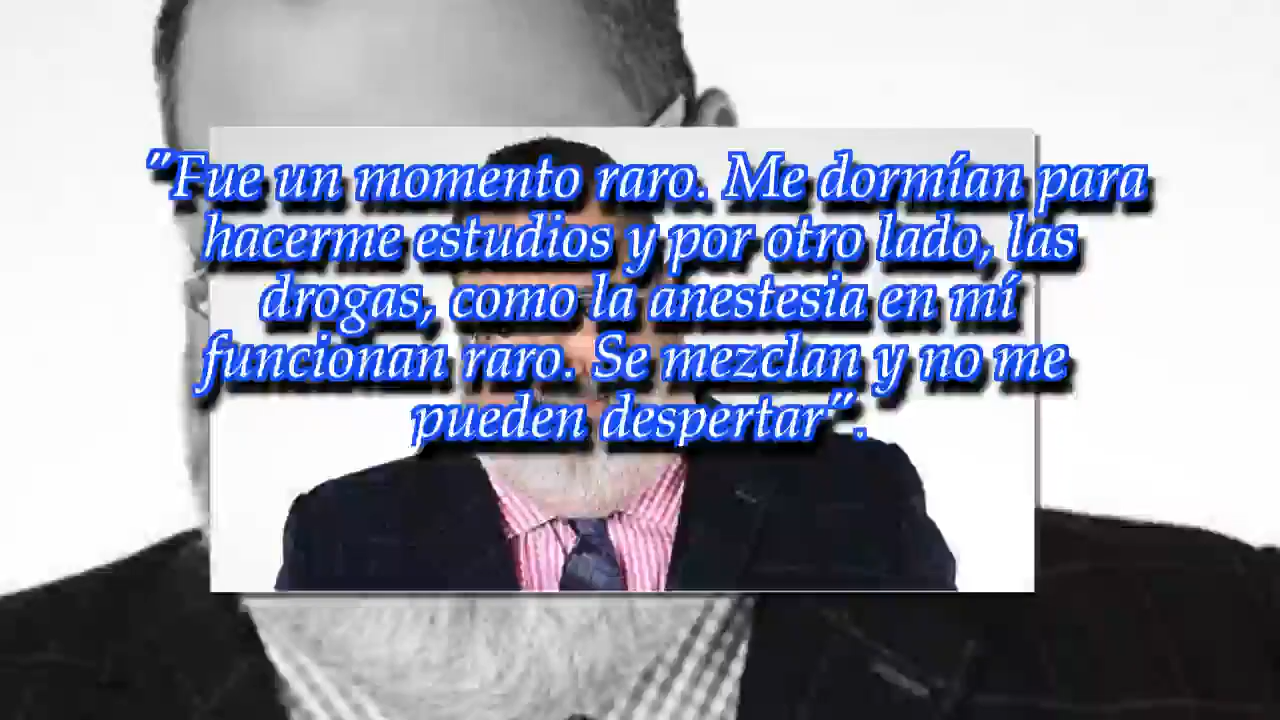 "Fue un momento raro. Me dormían para
hacerme estudios y por otro lado, las
drogas, como la anestesia en mí
funcionan raro. Se mezclan y no me
pueden despertar".